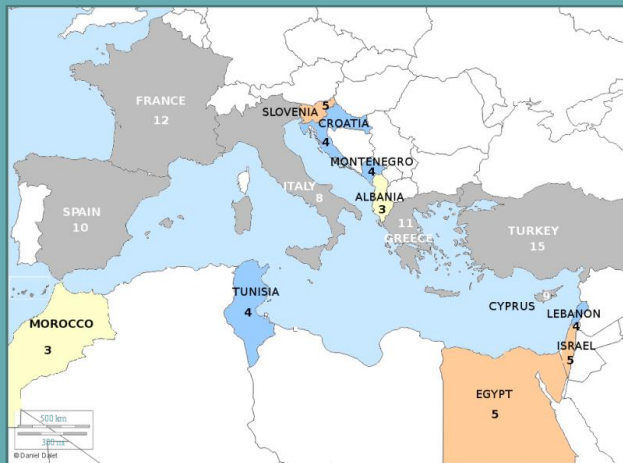 FRANCE
12
SLOVENIA
5
CROATIA
4
MONTENEGRO
4
ITALY
8
ALBANIA
3
SPAIN
10
11
GREECE
TURKEY
15
TUNISIA
4
CYPRUS
LEBANON
4
MOROCCO
3
ISRAEL
5
EGYPT
5
500 km
300 mi
© Daniel Dalet